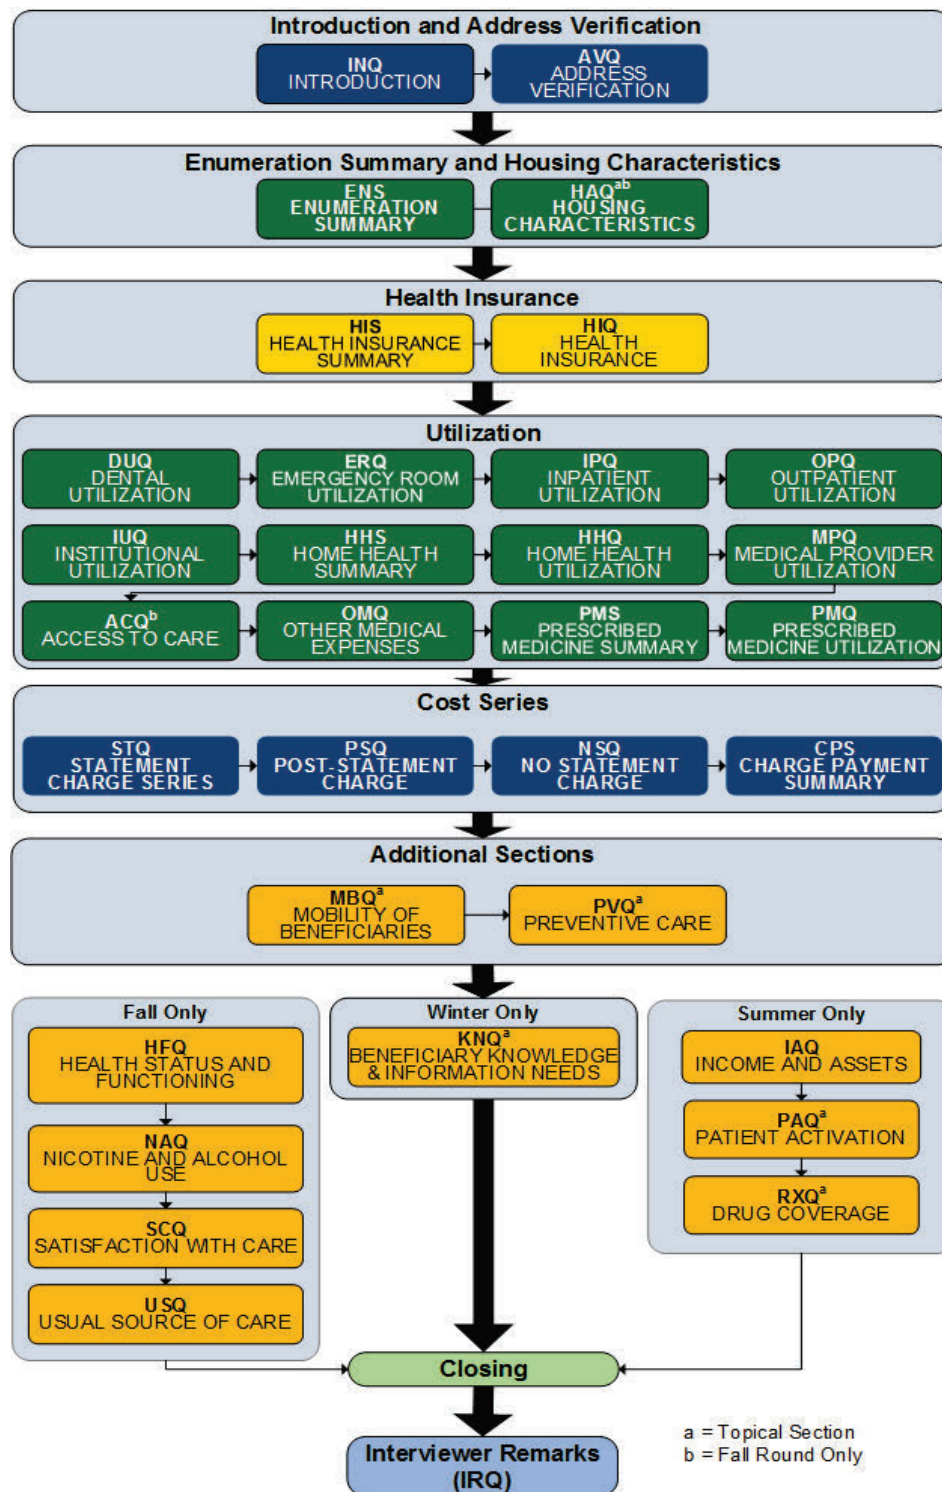 Introduction and Address Verification
INQ
INTRODUCTION
AVQ
ADDRESS
VERIFICATION
Enumeration Summary and Housing Characteristics
ENS
ENUMERATION
SUMMARY
HAQab
HOUSING
CHARACTERISTICS
Health Insurance
HIS
HEALTH INSURANCE
SUMMARY
HIQ
HEALTH
INSURANCE
Utilization
DUQ
DENTAL
UTILIZATION
ERQ
EMERGENCY ROOM
UTILIZATION
IPQ
INPATIENT
UTILIZATION
OPQ
OUTPATIENT
UTILIZATION
IUQ
INSTITUTIONAL
UTILIZATION
HHS
HOME HEALTH
SUMMARY
HHQ
HOME HEALTH
UTILIZATION
MPQ
MEDICAL PROVIDER
UTILIZATION
ACQb
ACCESS TO CARE
OMQ
OTHER MEDICAL
EXPENSES
PMS
PRESCRIBED
MEDICINE SUMMARY
PMQ
PRESCRIBED
MEDICINE UTILIZATION
Cost Series
STQ
STATEMENT
CHARGE SERIES
PSQ
POST-STATEMENT
CHARGE
NSQ
NO STATEMENT
CHARGE
CPS
CHARGE PAYMENT
SUMMARY
Additional Sections
MBQa
MOBILITY OF
BENEFICIARIES
PVQa
PREVENTIVE CARE
Fall Only
HFQ
HEALTH STATUS AND
FUNCTIONING
NAQ
NICOTINE AND ALCOHOL
USE
SCQ
SATISFACTION WITH CARE
USQ
USUAL SOURCE OF CARE
Winter Only
KNQa
BENEFICIARY KNOWLEDGE
& INFORMATION NEEDS
Summer Only
IAQ
INCOME AND ASSETS
PAQa
PATIENT ACTIVATION
RXQa
DRUG COVERAGE
Closing
Interviewer Remarks
(IRQ)
a = Topical Section
b = Fall Round Only